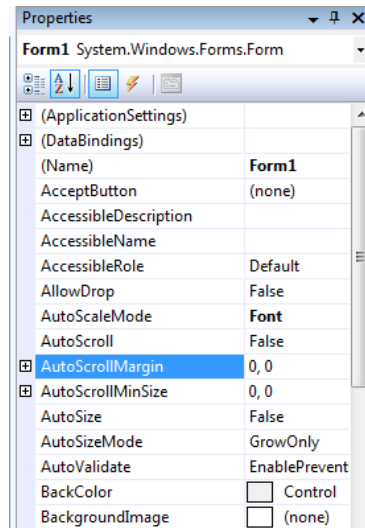 Properties
Form1 System.Windows.Forms.Form
(ApplicationSettings)
(DataBindings)
(Name) Form1
AcceptButton (none)
AccessibleDescription
AccessibleName
AccessibleRole Default
AllowDrop False
AutoScaleMode Font
AutoScroll False
AutoScrollMargin 0, 0
AutoScrollMinSize 0, 0
AutoSize False
AutoSizeMode GrowOnly
AutoValidate EnablePrevent
BackColor Control
BackgroundImage (none)